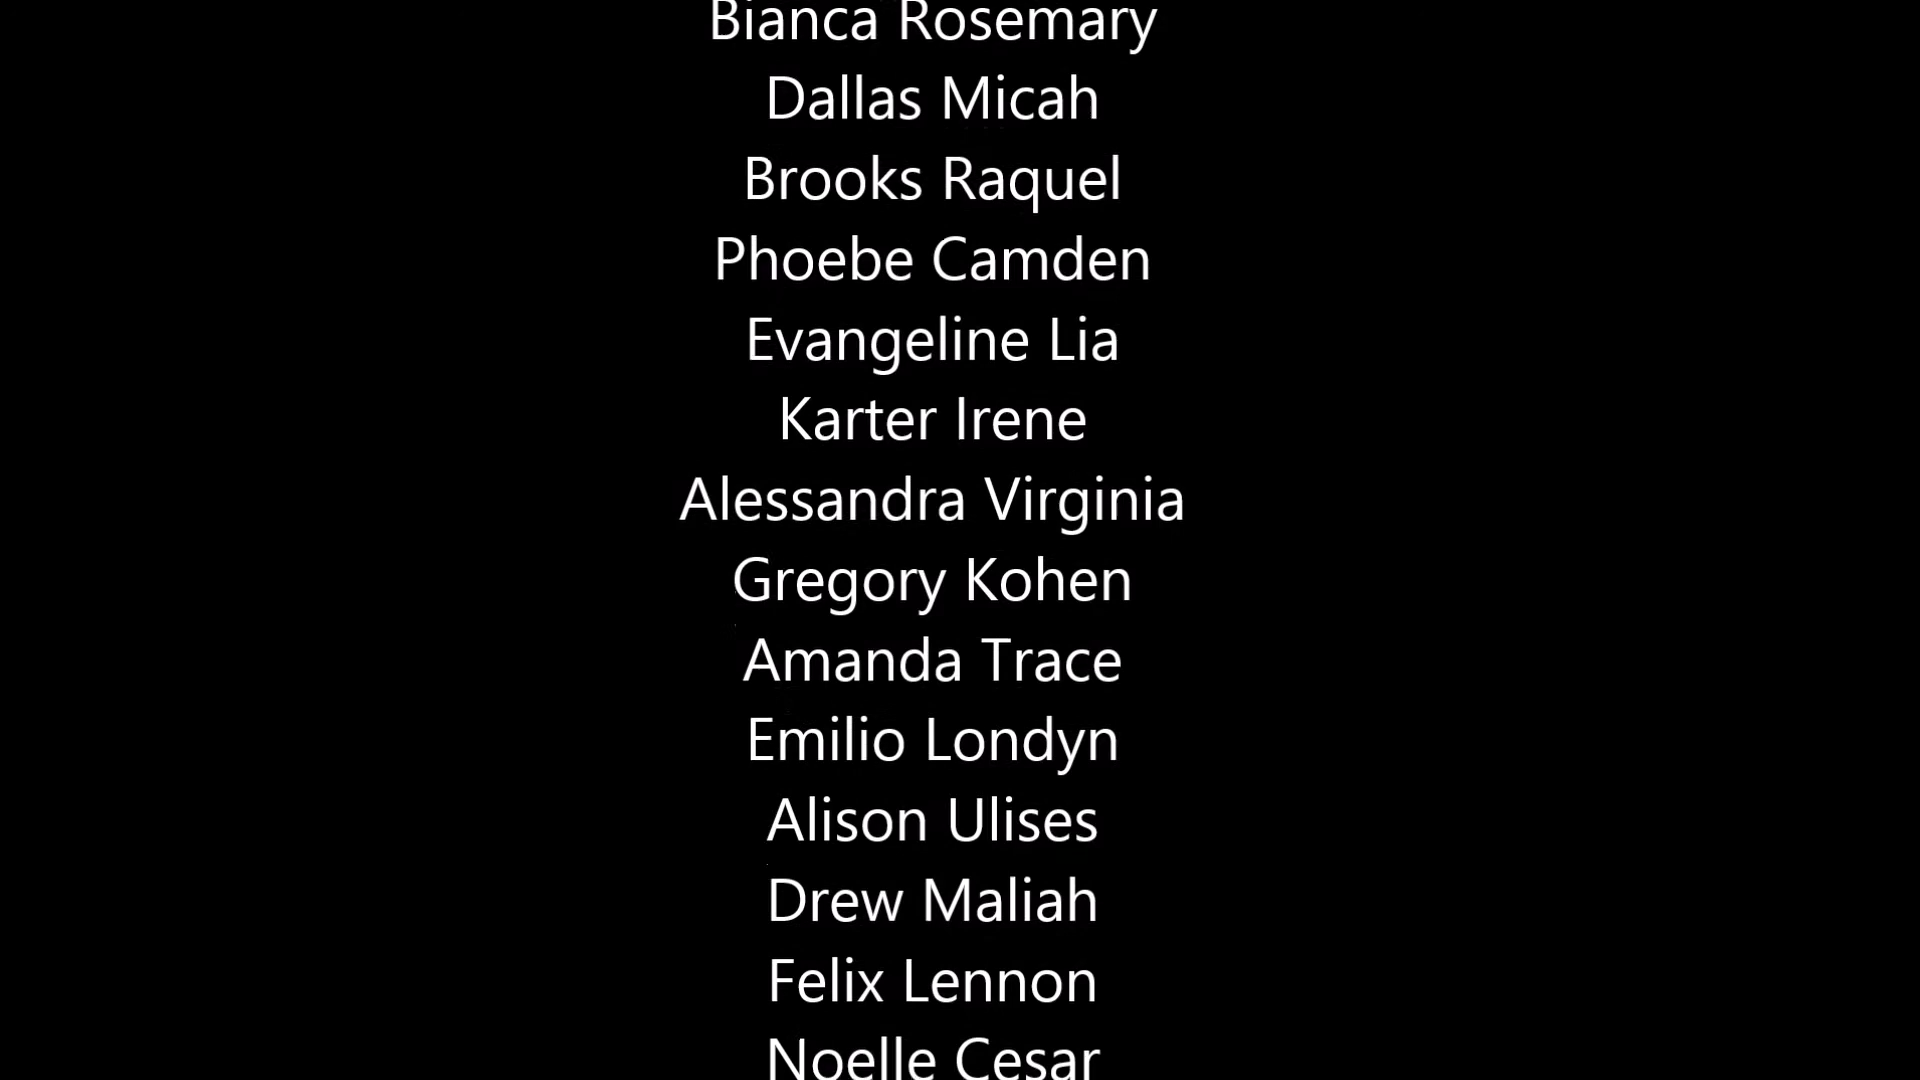 Bianca Rosemary
Dallas Micah
Brooks Raquel
Phoebe Camden
Evangeline Lia
Karter Irene
Alessandra Virginia
Gregory Kohen
Amanda Trace
Emilio Londyn
Alison Ulises
Drew Maliah
Felix Lennon
Noelle Cesar